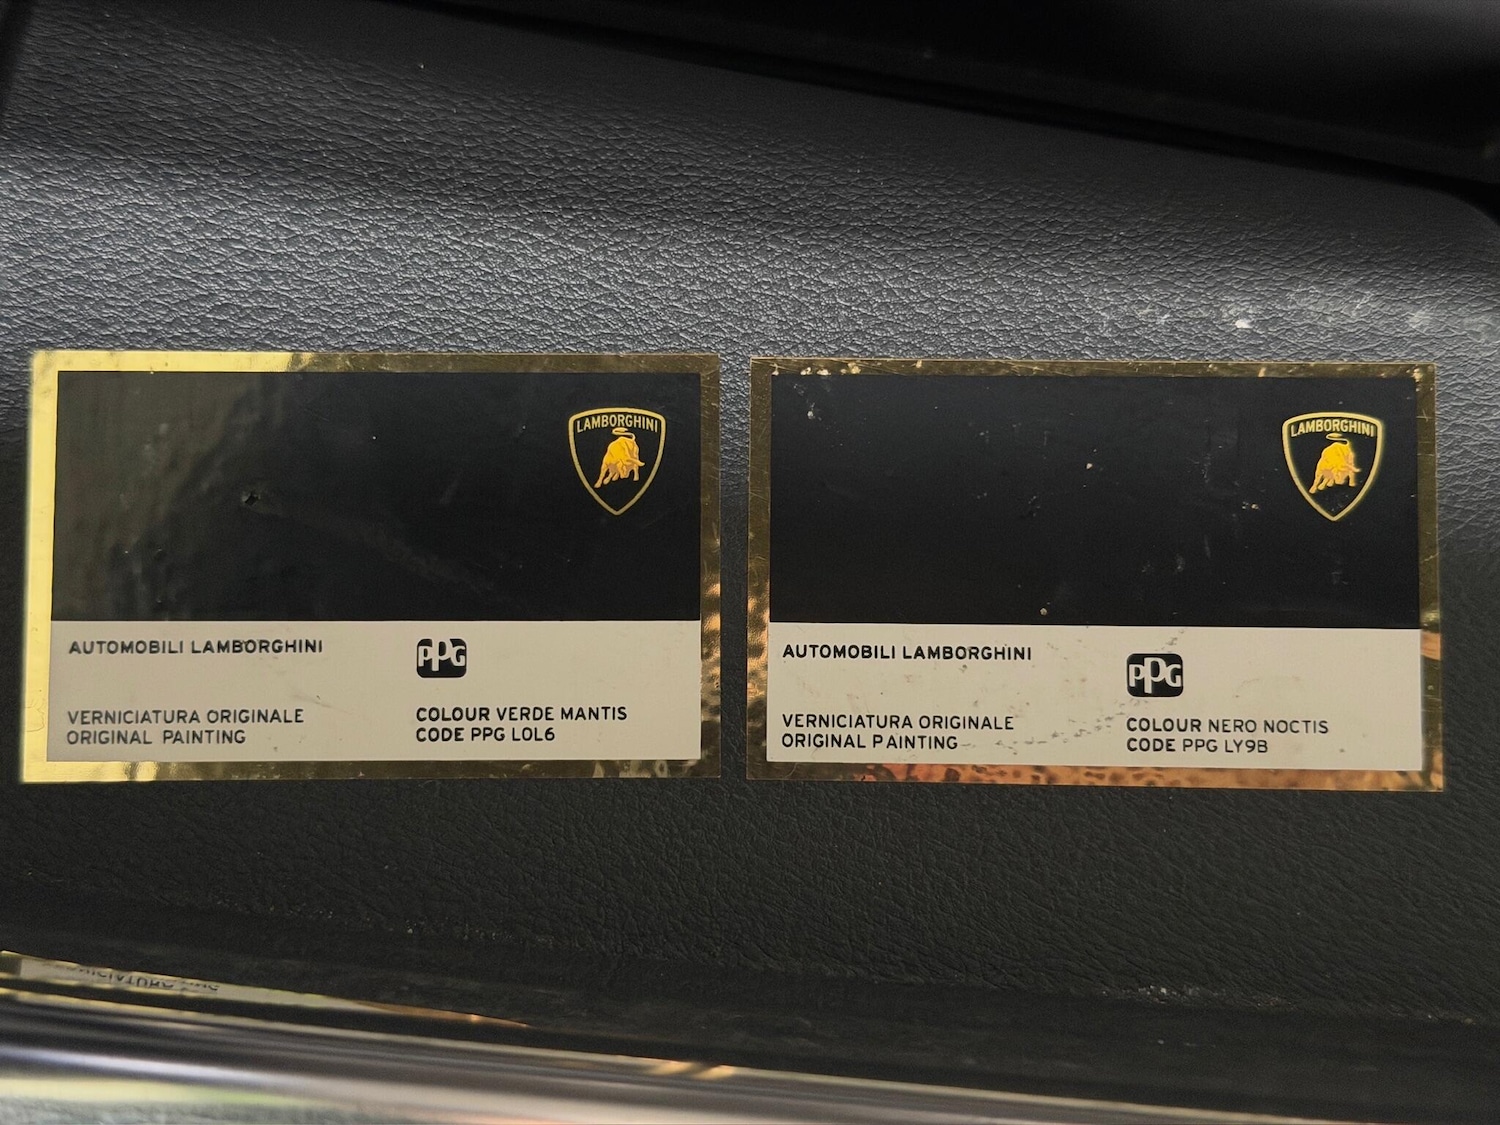 LAMBORGHINI
AUTOMOBILI LAMBORGHINI
PPG
VERNICIATURA ORIGINALE
ORIGINAL PAINTING
COLOUR VERDE MANTIS
CODE PPG L0L6
LAMBORGHINI
AUTOMOBILI LAMBORGHINI
PPG
VERNICIATURA ORIGINALE
ORIGINAL PAINTING
COLOUR NERO NOCTIS
CODE PPG LY9B